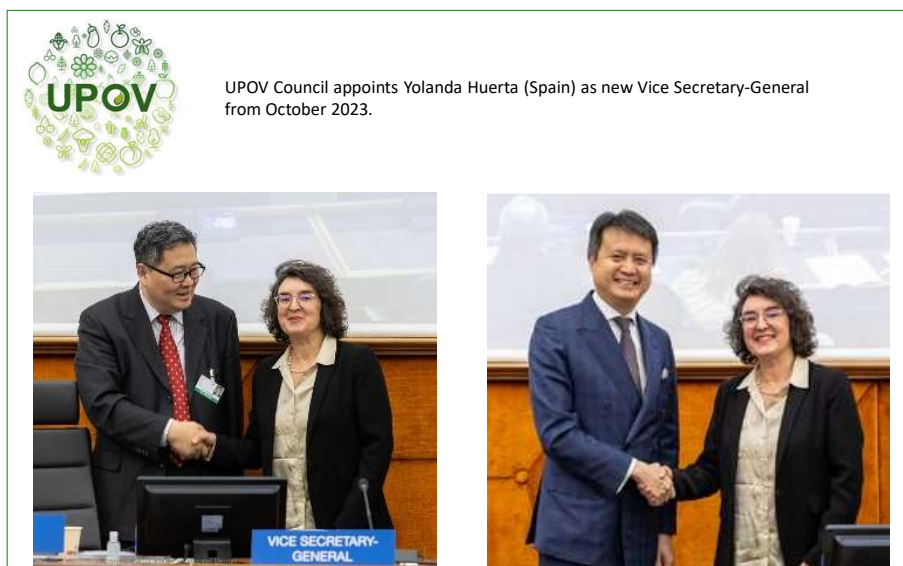 UPOV
UPOV Council appoints Yolanda Huerta (Spain) as new Vice Secretary-General
from October 2023.
VICE SECRETARY-
GENERAL